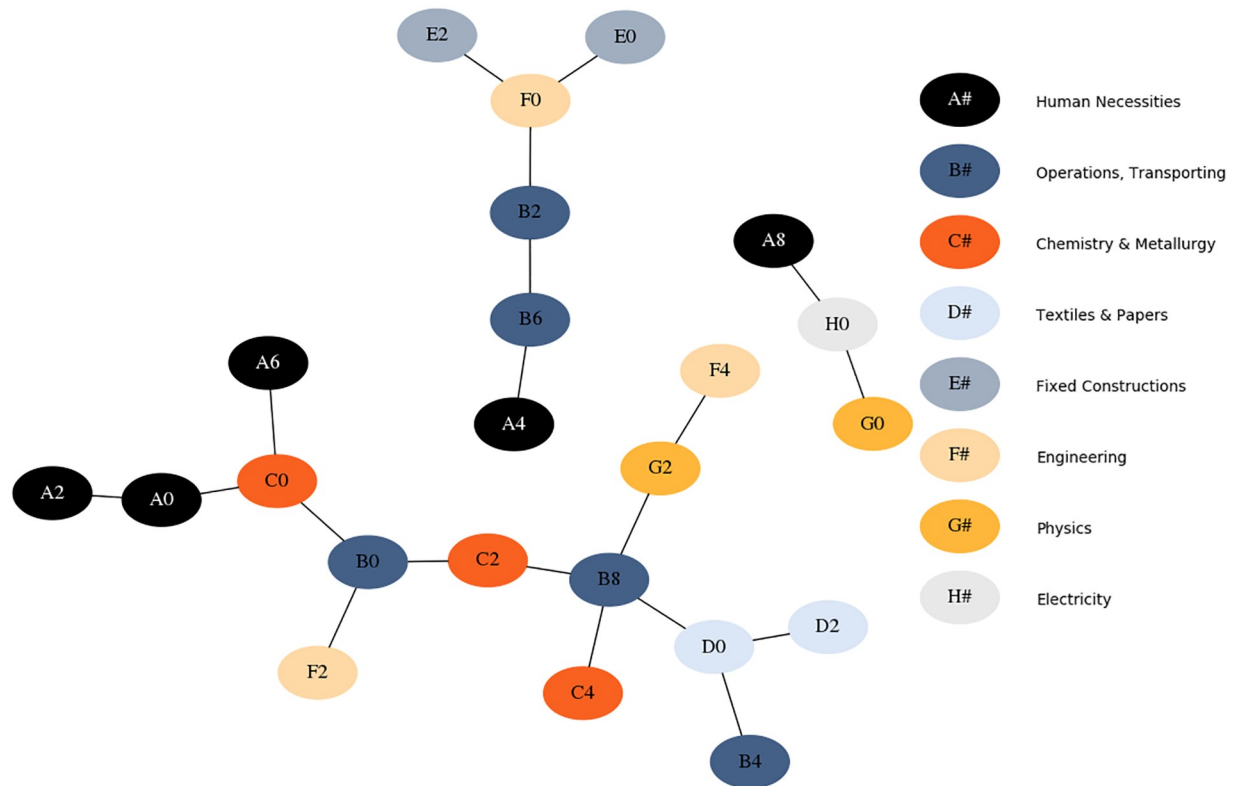 E2
E0
F0
B2
B6
A4
A8
H0
G0
A6
F4
A2
A0
C0
G2
B0
C2
B8
F2
C4
D0
D2
B4
A# Human Necessities
B# Operations, Transporting
C# Chemistry & Metallurgy
D# Textiles & Papers
E# Fixed Constructions
F# Engineering
G# Physics
H# Electricity